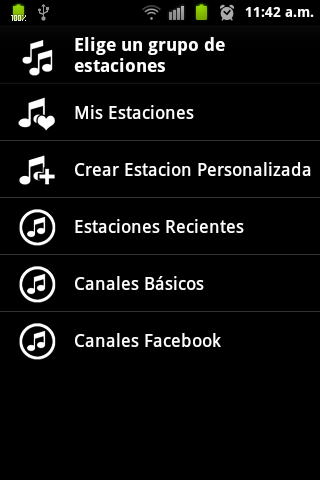 100%
11:42 a.m.
Elige un grupo de
estaciones
Mis Estaciones
Crear Estacion Personalizada
Estaciones Recientes
Canales Básicos
Canales Facebook